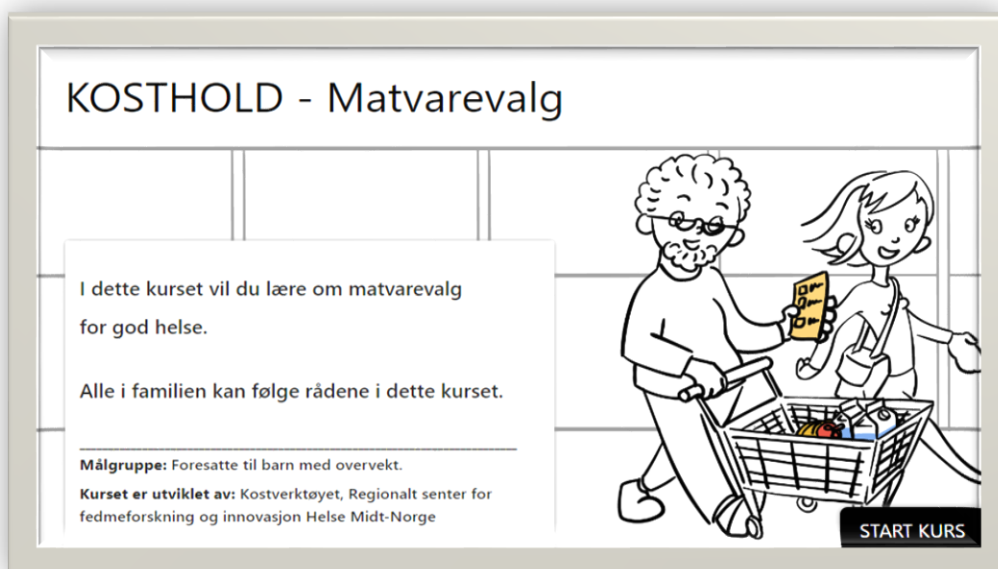 KOSTHOLD - Matvarevalg
I dette kurset vil du lære om matvarevalg
for god helse.
Alle i familien kan følge rådene i dette kurset.
Målgruppe: Foresatte til barn med overvekt.
Kurset er utviklet av: Kostverktøyet, Regionalt senter for
fedmeforskning og innovasjon Helse Midt-Norge
START KURS